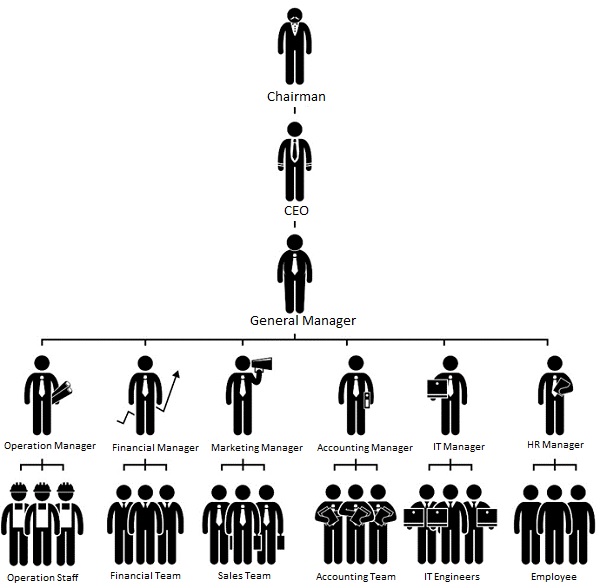 Chairman
CEO
General Manager
Operation Manager
Financial Manager
Marketing Manager
Accounting Manager
IT Manager
HR Manager
Operation Staff
Financial Team
Sales Team
Accounting Team
IT Engineers
Employee